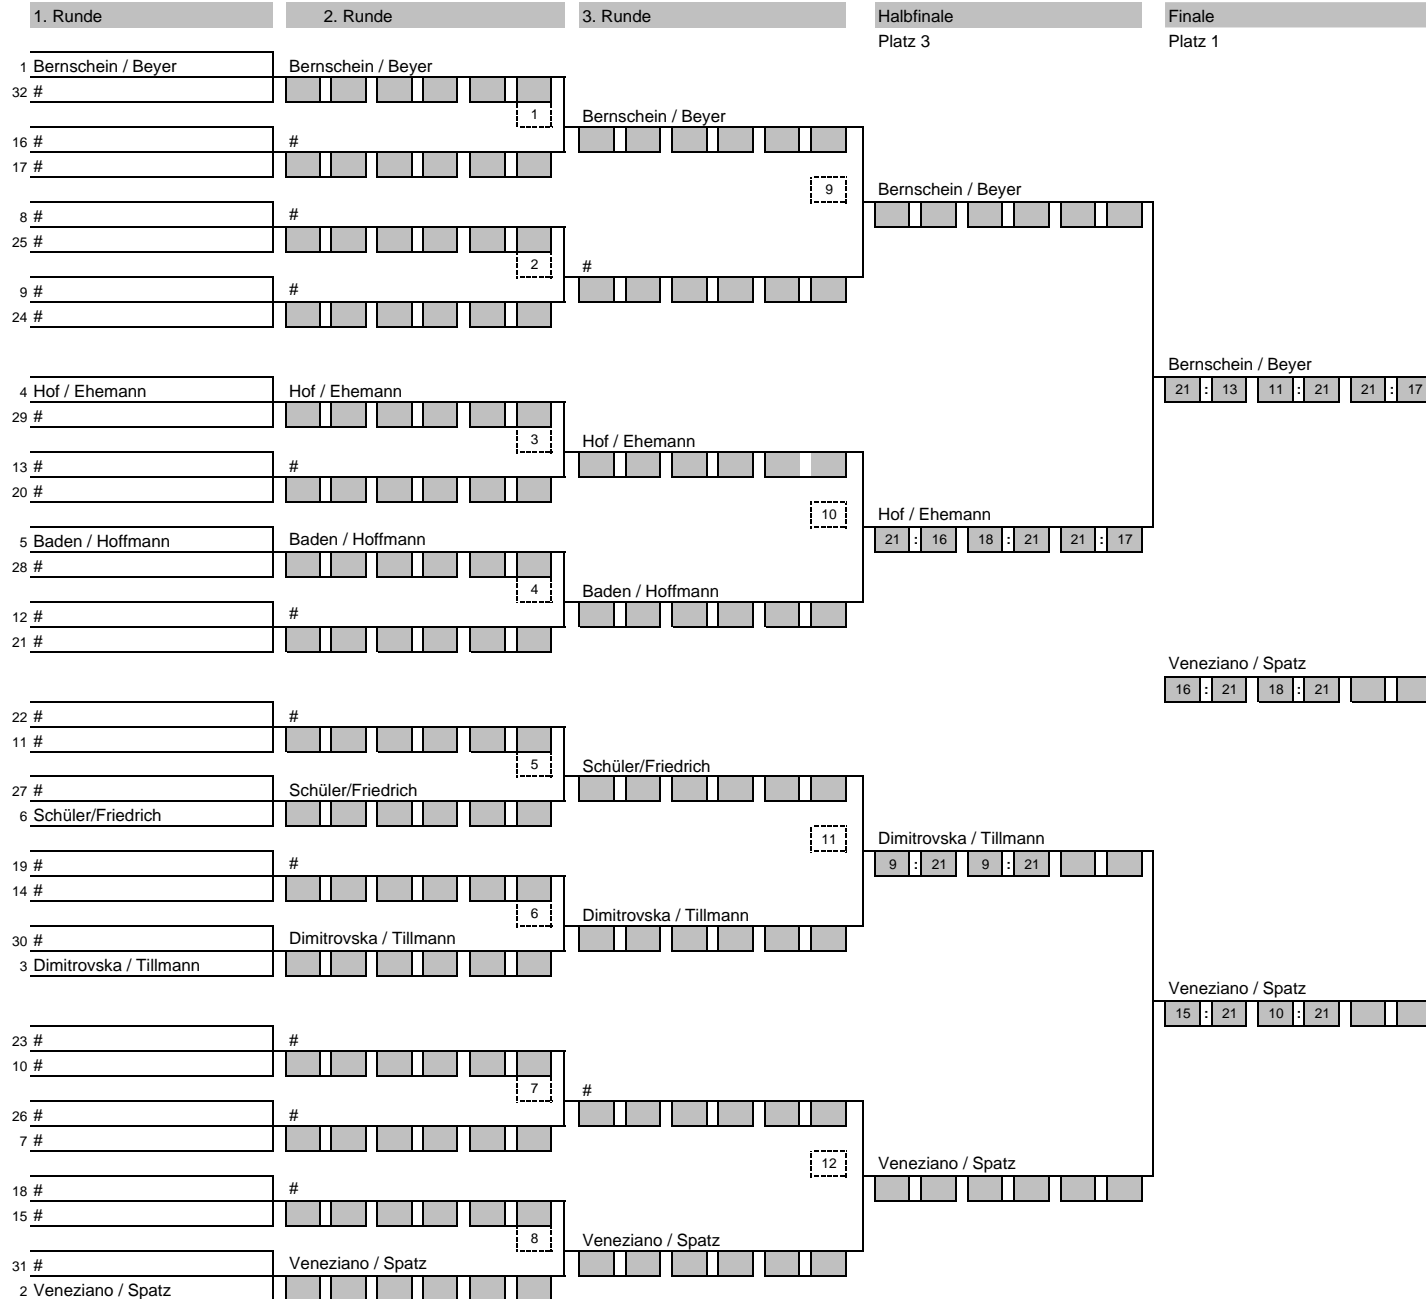 1. Runde 2. Runde 3. Runde Halbfinale Finale
Platz 3 Platz 1
1 Bernschein / Beyer Bernschein / Beyer
32 #
1 Bernschein / Beyer
16 # #
17 #
9 Bernschein / Beyer
8 # #
25 #
2 #
9 # #
24 #
Bernschein / Beyer
4 Hof / Ehemann Hof / Ehemann 21 : 13 11 : 21 21 : 17
29 #
3 Hof / Ehemann
13 # #
20 #
10 Hof / Ehemann
5 Baden / Hoffmann Baden / Hoffmann 21 : 16 18 : 21 21 : 17
28 #
4 Baden / Hoffmann
12 # #
21 #
Veneziano / Spatz
16 : 21 18 : 21
22 # #
11 #
5 Schüler/Friedrich
27 # Schüler/Friedrich
6 Schüler/Friedrich
11 Dimitrovska / Tillmann
19 # # 9 : 21 9 : 21
14 #
6 Dimitrovska / Tillmann
30 # Dimitrovska / Tillmann
3 Dimitrovska / Tillmann
Veneziano / Spatz
15 : 21 10 : 21
23 # #
10 #
7 #
26 # #
7 #
12 Veneziano / Spatz
18 # #
15 #
8 Veneziano / Spatz
31 # Veneziano / Spatz
2 Veneziano / Spatz